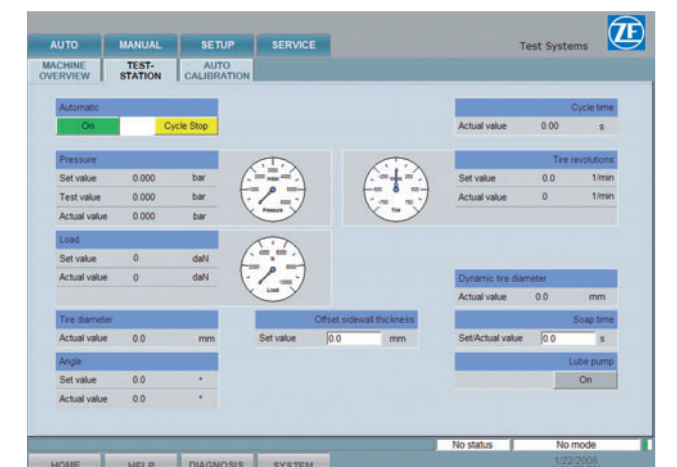 ZF
AUTO MANUAL SETUP SERVICE Test Systems
MACHINE OVERVIEW
TEST-STATION
AUTO CALIBRATION
Automatic
On Cycle Stop
Cycle time
Actual value 0.00 s
Pressure
Set value 0.000 bar
Test value 0.000 bar
Actual value 0.000 bar
Pressure
Tire
Tire revolutions
Set value 0.0 1/min
Actual value 0 1/min
Load
Set value 0 daN
Actual value 0 daN
Load
Dynamic tire diameter
Actual value 0.0 mm
Tire diameter
Actual value 0.0 mm
Offset sidewall thickness
Set value 0.0 mm
Soap time
Set/Actual value 0.0 s
Angle
Set value 0.0 °
Actual value 0.0 °
Lube pump
On
No status No mode
HOME HELP DIAGNOSIS SYSTEM 1/22/2008